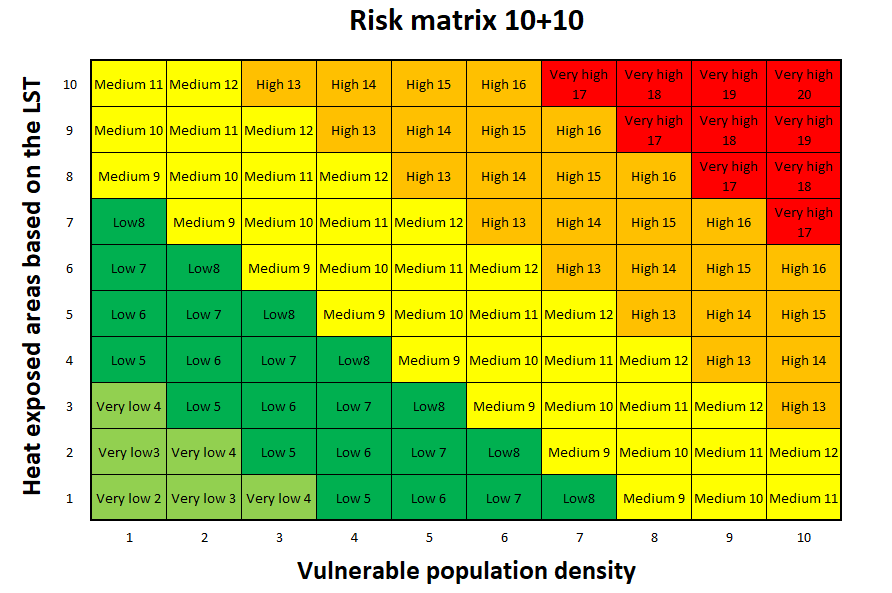 Risk matrix 10+10
Heat exposed areas based on the LST
10 Medium 11 Medium 12 High 13 High 14 High 15 High 16 Very high 17 Very high 18 Very high 19 Very high 20
9 Medium 10 Medium 11 Medium 12 High 13 High 14 High 15 High 16 Very high 17 Very high 18 Very high 19
8 Medium 9 Medium 10 Medium 11 Medium 12 High 13 High 14 High 15 High 16 Very high 17 Very high 18
7 Low8 Medium 9 Medium 10 Medium 11 Medium 12 High 13 High 14 High 15 High 16 Very high 17
6 Low 7 Low8 Medium 9 Medium 10 Medium 11 Medium 12 High 13 High 14 High 15 High 16
5 Low 6 Low 7 Low8 Medium 9 Medium 10 Medium 11 Medium 12 High 13 High 14 High 15
4 Low 5 Low 6 Low 7 Low8 Medium 9 Medium 10 Medium 11 Medium 12 High 13 High 14
3 Very low 4 Low 5 Low 6 Low 7 Low8 Medium 9 Medium 10 Medium 11 Medium 12 High 13
2 Very low3 Very low 4 Low 5 Low 6 Low 7 Low8 Medium 9 Medium 10 Medium 11 Medium 12
1 Very low 2 Very low 3 Very low 4 Low 5 Low 6 Low 7 Low8 Medium 9 Medium 10 Medium 11
1 2 3 4 5 6 7 8 9 10
Vulnerable population density